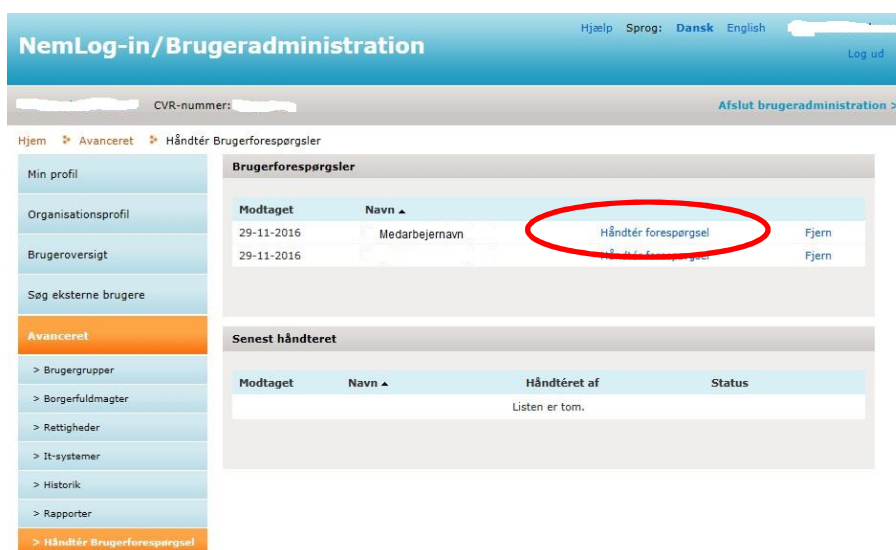 Hjælp Sprog: Dansk English
NemLog-in/Brugeradministration
Log ud
CVR-nummer:
Afslut brugeradministration >
Hjem Avanceret Håndtér Brugerforespørgsler
Min profil
Organisationsprofil
Brugeroversigt
Søg eksterne brugere
Avanceret
> Brugergrupper
> Borgerfuldmagter
> Rettigheder
> It-systemer
> Historik
> Rapporter
> Håndtér Brugerforespørgsel
Brugerforespørgsler
Modtaget Navn
29-11-2016 Medarbejernavn Håndtér forespørgsel Fjern
29-11-2016 Håndtér forespørgsel Fjern
Senest håndteret
Modtaget Navn Håndtéret af Status
Listen er tom.